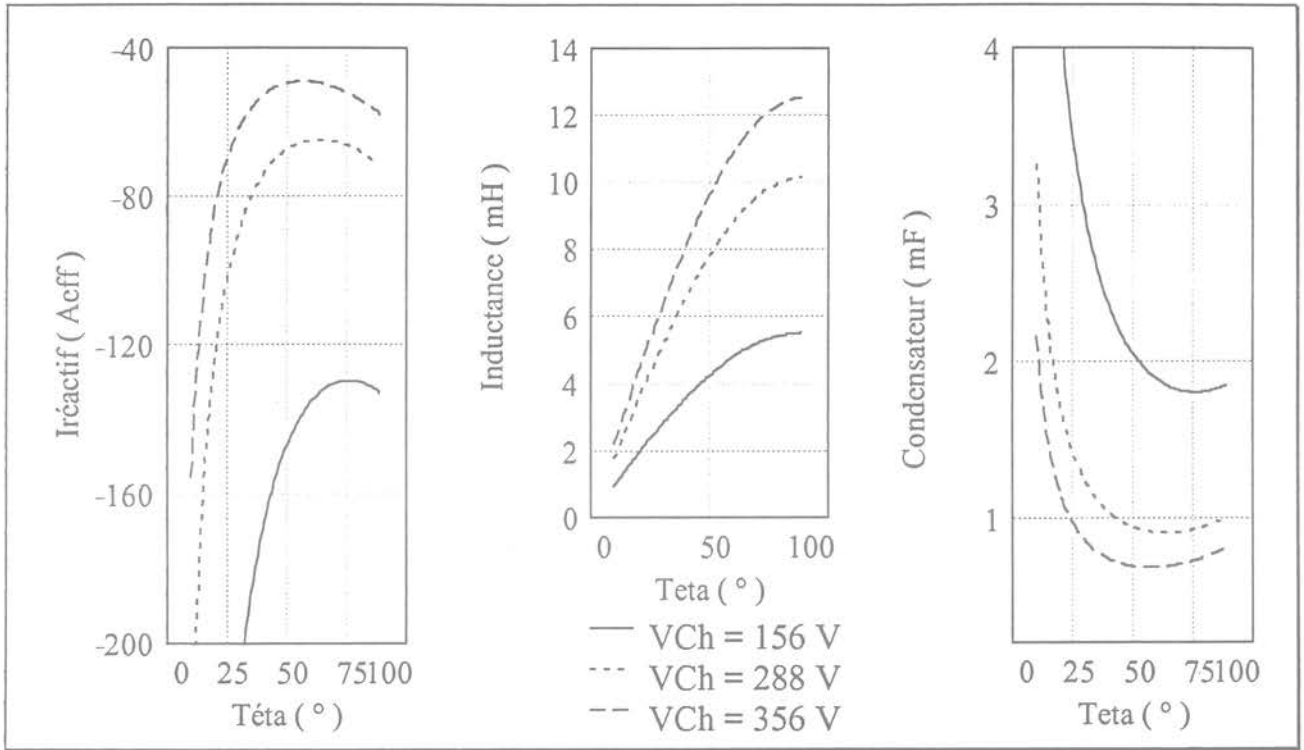 -40
-80
-120
-160
-200
0 25 50 75100
Iréactif ( Aeff )
Téta ( ° )
14
12
10
8
6
4
2
0
0 50 100
Inductance ( mH )
Teta ( ° )
VCh = 156 V
VCh = 288 V
VCh = 356 V
4
3
2
1
0 25 50 75100
Condensateur ( mF )
Teta ( ° )